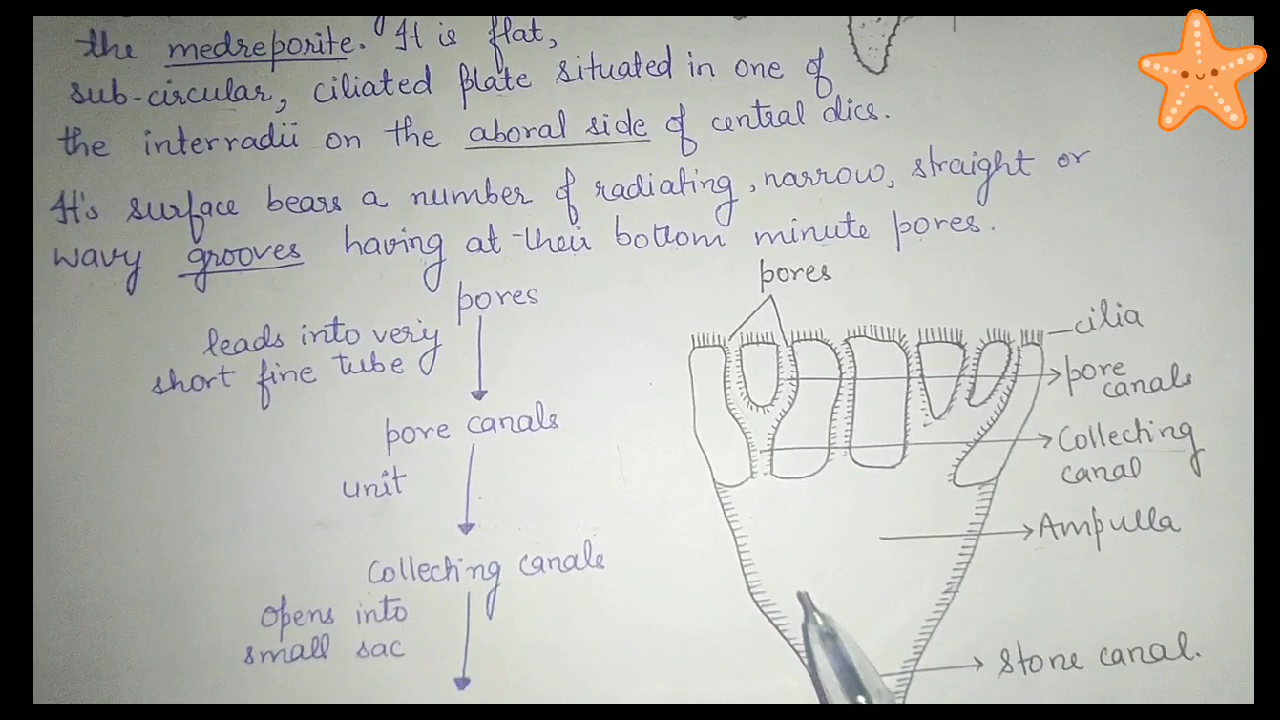 the medreporite. It is flat,
sub-circular, ciliated plate situated in one of
the interradii on the aboral side of central dics.
It's surface bears a number of radiating, narrow, straight or
wavy grooves having at their bottom minute pores.
pores
leads into very
short fine tube
pore canals
unit
Collecting canals
opens into
small sac
pores
cilia
pore
canals
Collecting
canal
Ampulla
Stone canal.